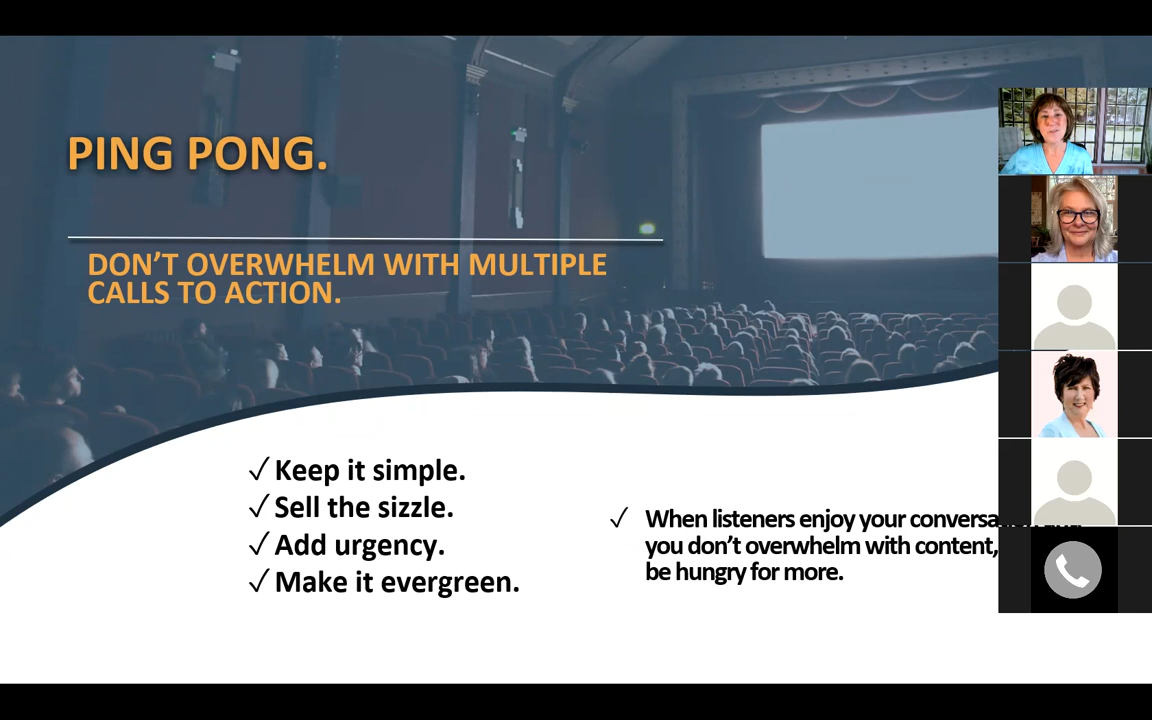 PING PONG.
DON'T OVERWHELM WITH MULTIPLE
CALLS TO ACTION.
✓ Keep it simple.
✓ Sell the sizzle.
✓ Add urgency.
✓ Make it evergreen.
✓ When listeners enjoy your
you don't overwhelm with content,
be hungry for more.